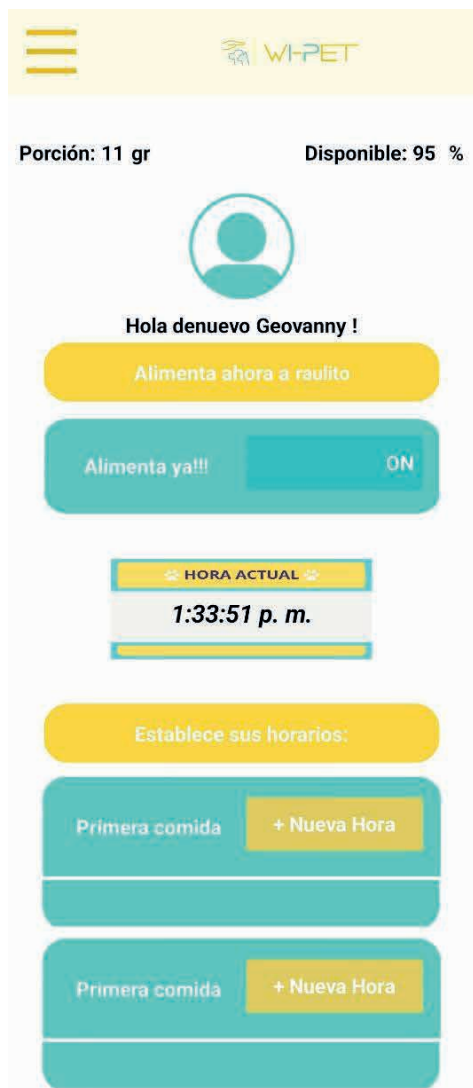 WI-PET
Porción: 11 gr
Disponible: 95 %
Hola denuevo Geovanny !
Alimenta ahora a raulito
Alimenta ya!!!
ON
HORA ACTUAL
1:33:51 p. m.
Establece sus horarios:
Primera comida
+ Nueva Hora
Primera comida
+ Nueva Hora